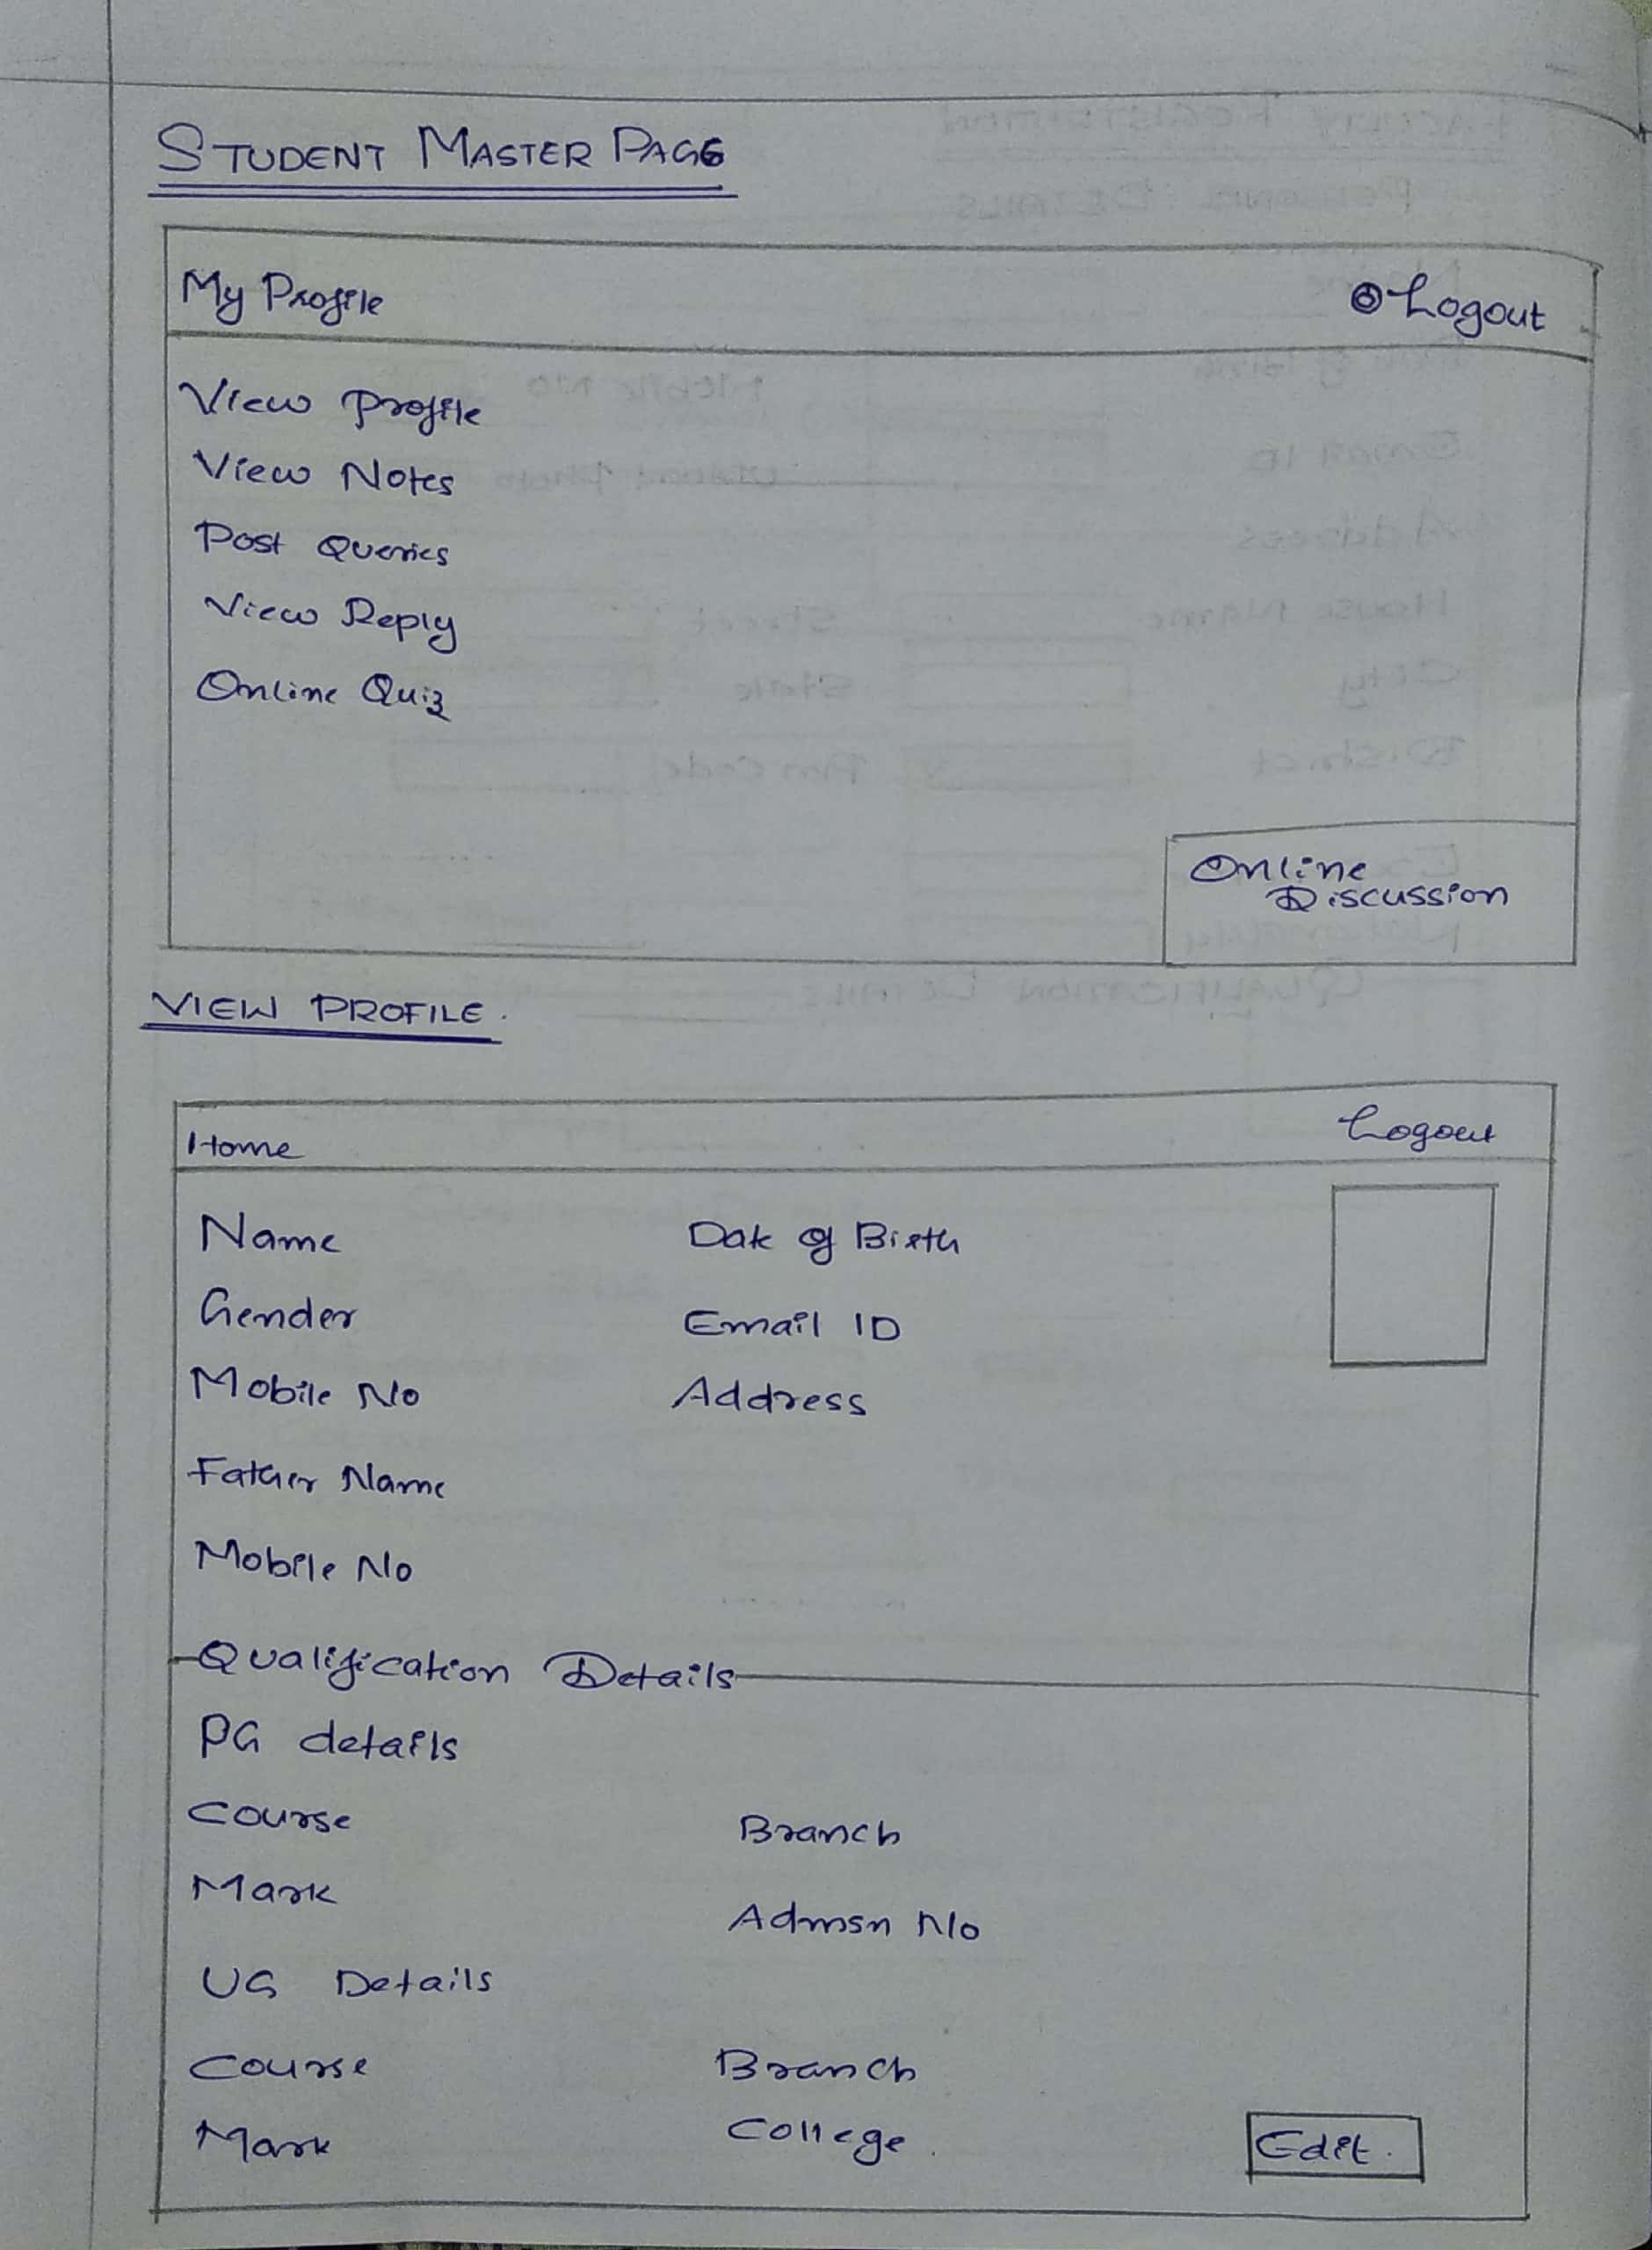 STUDENT MASTER PAGE
My Profile Logout
View Profile
View Notes
Post Queries
View Reply
Online Quiz
Online
Discussion
VIEW PROFILE.
Home Logout
Name Date of Birth
Gender Email ID
Mobile No Address
Father Name
Mobile No
Qualification Details
PG details
Course Branch
Mark Admsn No
UG Details
Course Branch
Mark College.
Edit.